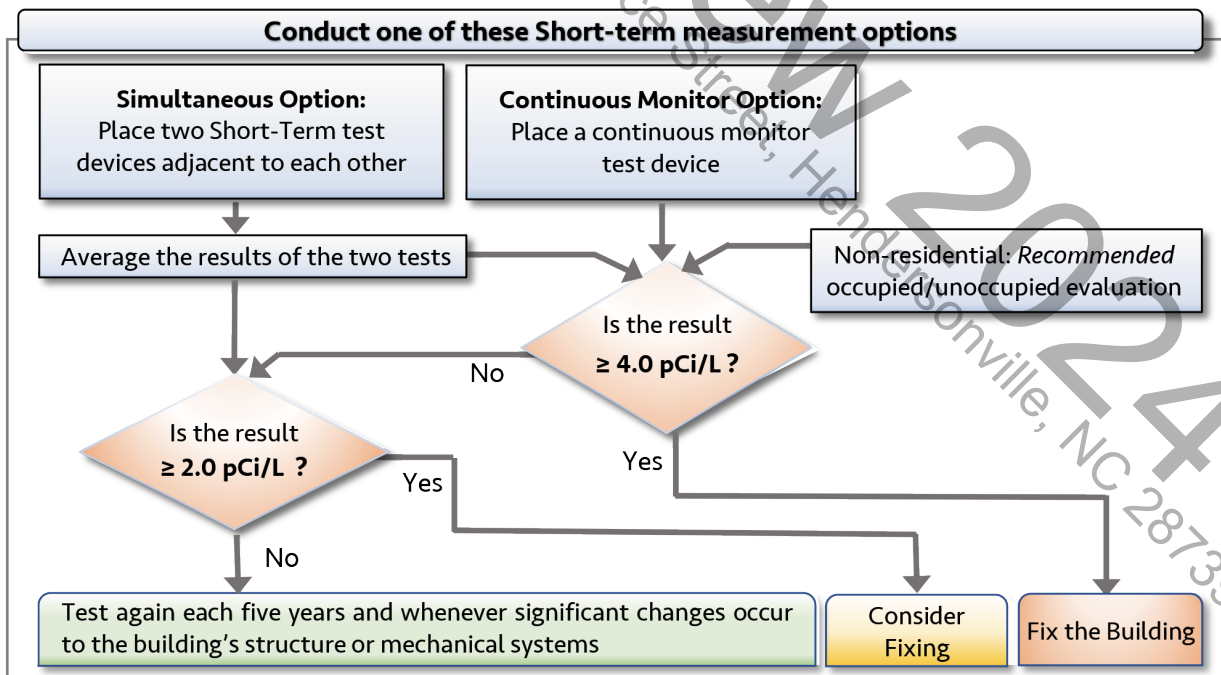 Conduct one of these Short-term measurement options
Simultaneous Option:
Place two Short-Term test
devices adjacent to each other
Continuous Monitor Option:
Place a continuous monitor
test device
Average the results of the two tests
Non-residential: Recommended
occupied/unoccupied evaluation
Is the result
≥ 4.0 pCi/L ?
No
Is the result
≥ 2.0 pCi/L ?
Yes
Yes
No
Test again each five years and whenever significant changes occur
to the building's structure or mechanical systems
Consider
Fixing
Fix the Building
2024
Street, Hendersonville, NC 28739